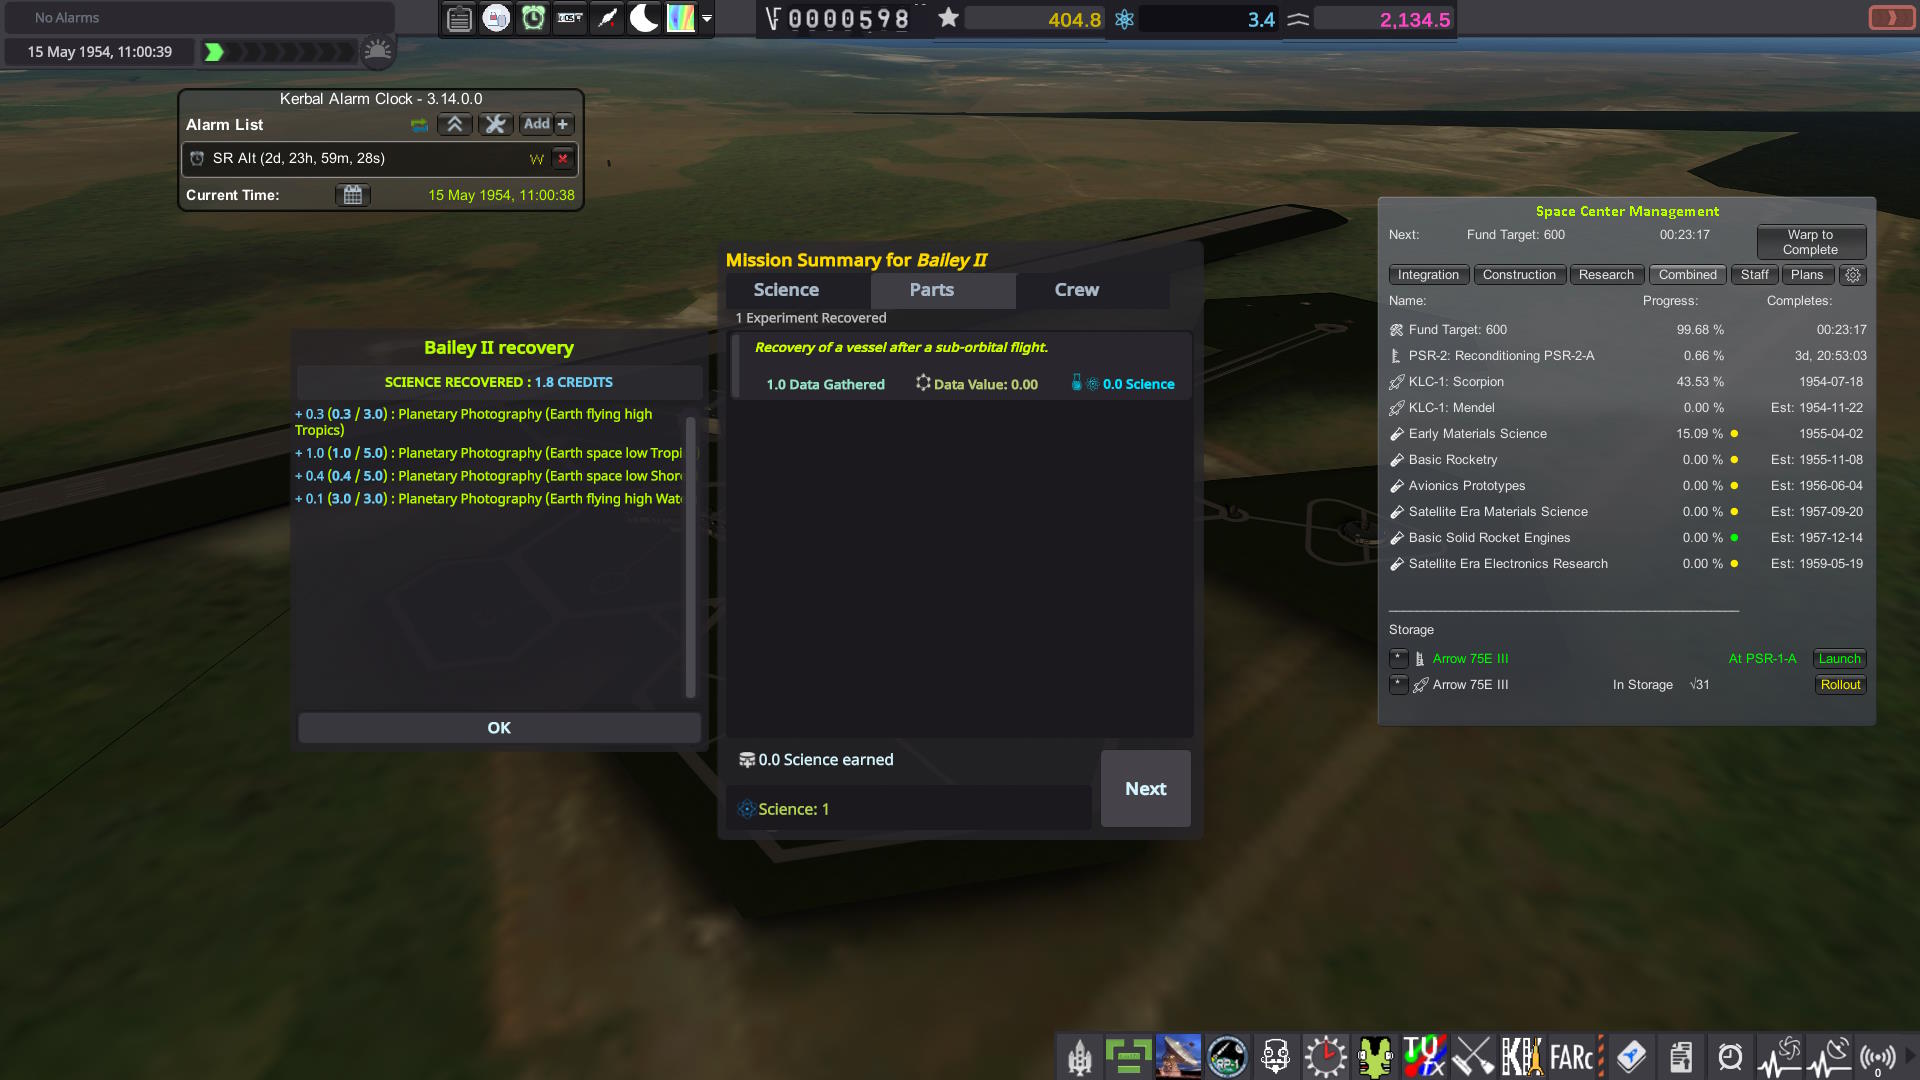 No Alarms
15 May 1954, 11:00:39
0000598
404.8
3.4
2,134.5
Kerbal Alarm Clock - 3.14.0.0
Alarm List
Add +
SR Alt (2d, 23h, 59m, 28s)
W
Current Time:
15 May 1954, 11:00:38
Bailey II recovery
SCIENCE RECOVERED : 1.8 CREDITS
+ 0.3 (0.3 / 3.0) : Planetary Photography (Earth flying high
Tropics)
+ 1.0 (1.0 / 5.0) : Planetary Photography (Earth space low Tropi
+ 0.4 (0.4 / 5.0) : Planetary Photography (Earth space low Shor
+ 0.1 (3.0 / 3.0) : Planetary Photography (Earth flying high Wat
OK
Mission Summary for Bailey II
Science
Parts
Crew
1 Experiment Recovered
Recovery of a vessel after a sub-orbital flight.
1.0 Data Gathered
Data Value: 0.00
0.0 Science
0.0 Science earned
Science: 1
Next
Space Center Management
Next:
Fund Target: 600
00:23:17
Warp to
Complete
Integration
Construction
Research
Combined
Staff
Plans
Name:
Progress:
Completes:
Fund Target: 600 99.68 % 00:23:17
PSR-2: Reconditioning PSR-2-A 0.66 % 3d, 20:53:03
KLC-1: Scorpion 43.53 % 1954-07-18
KLC-1: Mendel 0.00 % Est: 1954-11-22
Early Materials Science 15.09 % 1955-04-02
Basic Rocketry 0.00 % Est: 1955-11-08
Avionics Prototypes 0.00 % Est: 1956-06-04
Satellite Era Materials Science 0.00 % Est: 1957-09-20
Basic Solid Rocket Engines 0.00 % Est: 1957-12-14
Satellite Era Electronics Research 0.00 % Est: 1959-05-19
Storage
* Arrow 75E III At PSR-1-A Launch
* Arrow 75E III In Storage √31 Rollout
RP-1
FARc
0